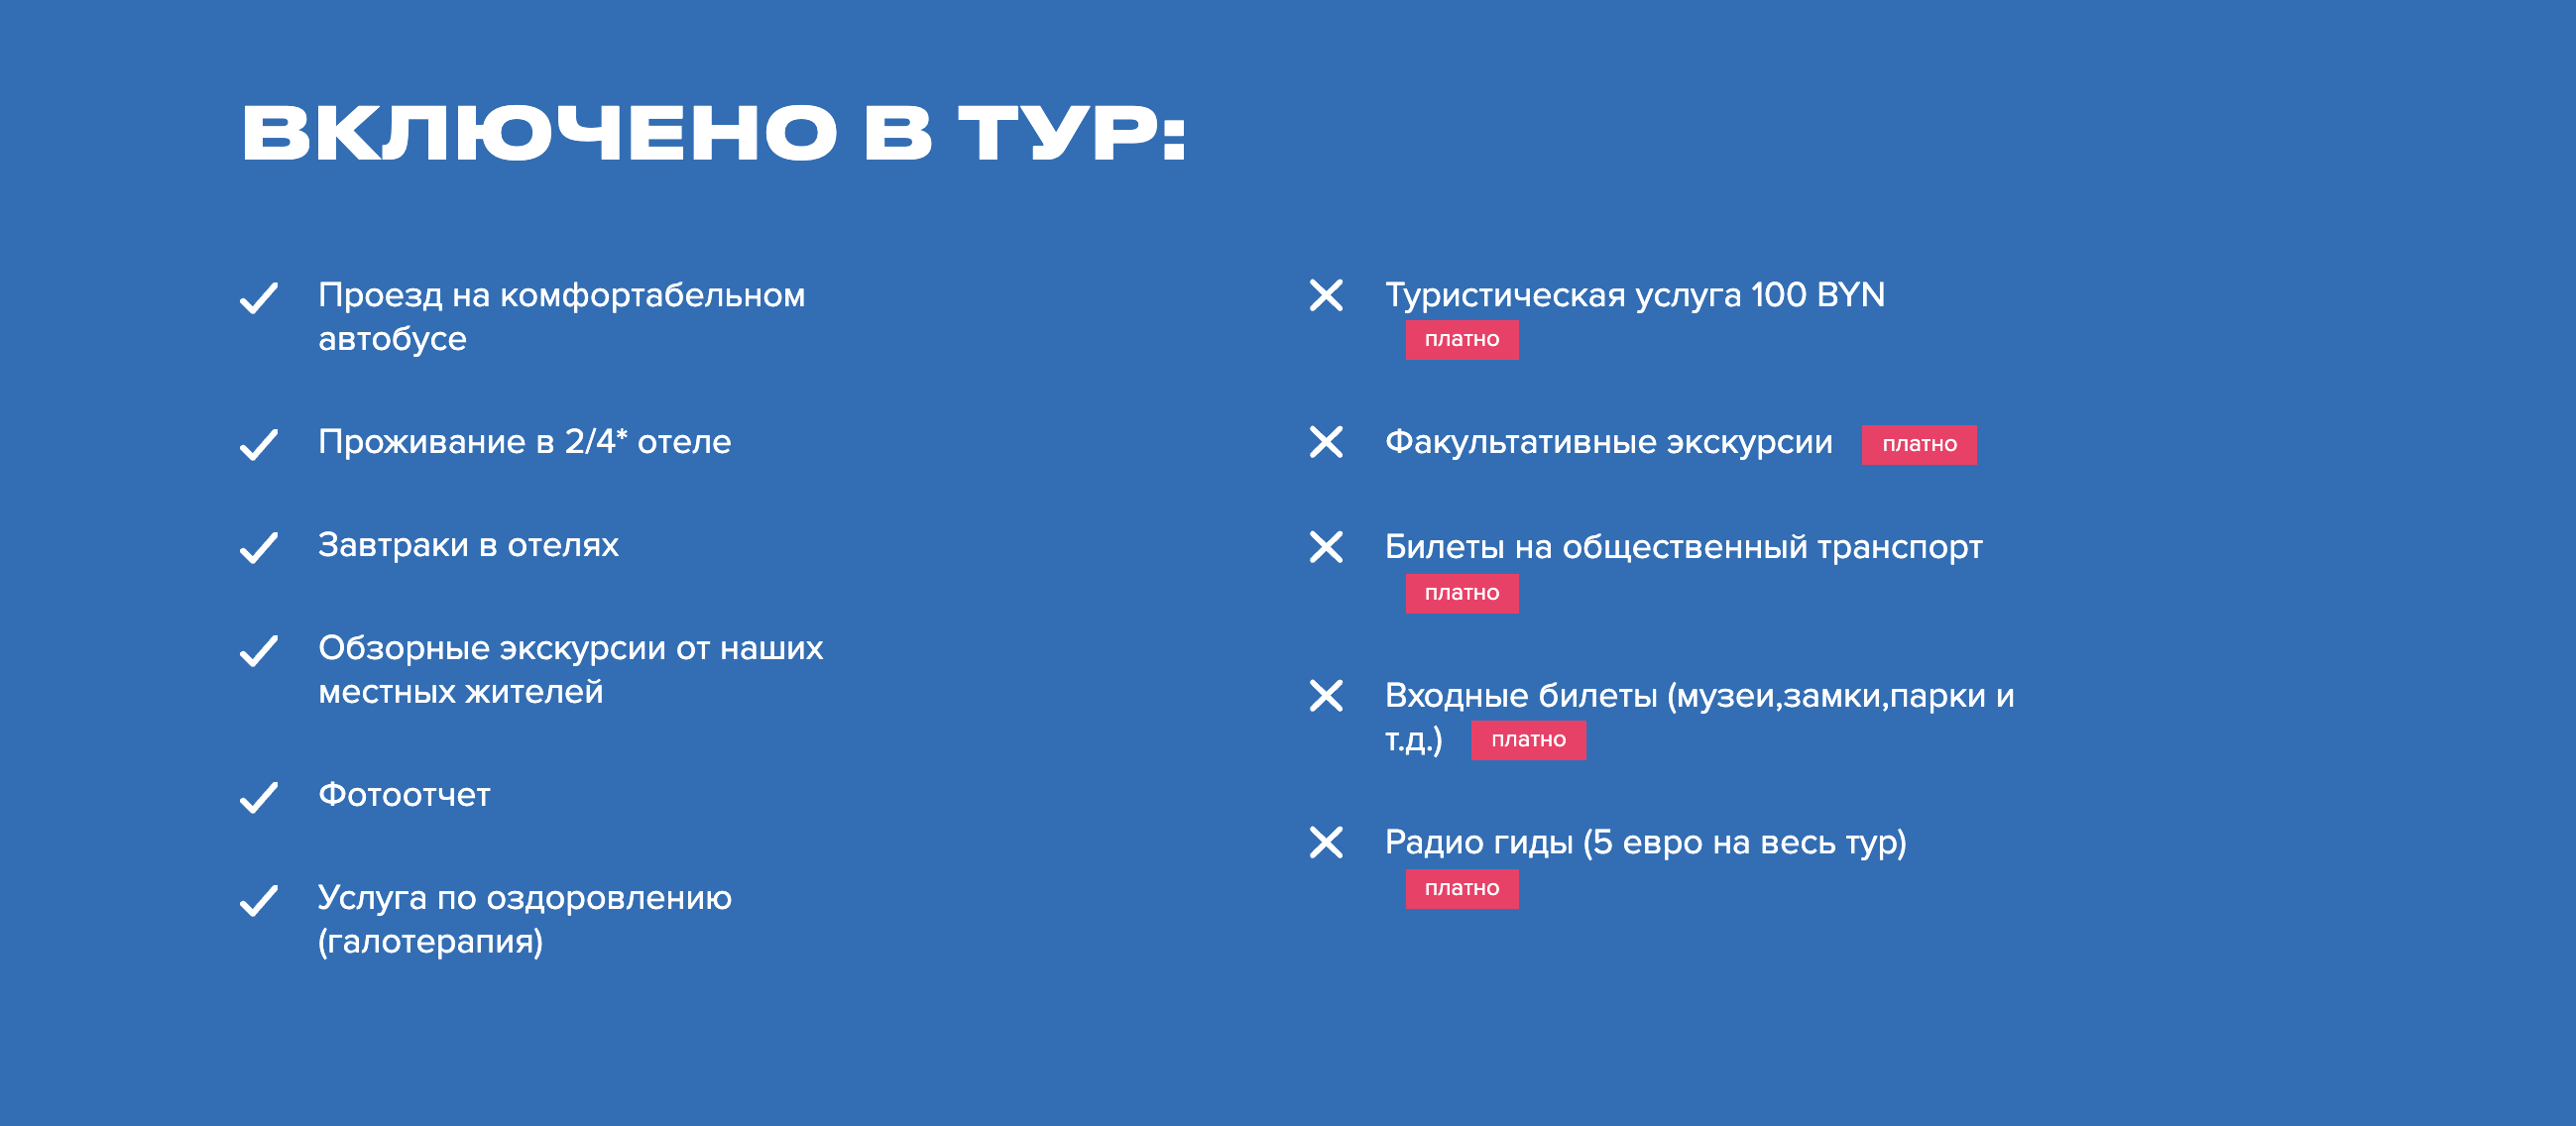 ВКЛЮЧЕНО В ТУР:
Проезд на комфортабельном
автобусе
Проживание в 2/4* отеле
Завтраки в отелях
Обзорные экскурсии от наших
местных жителей
Фотоотчет
Услуга по оздоровлению
(галотерапия)
Туристическая услуга 100 BYN
платно
Факультативные экскурсии платно
Билеты на общественный транспорт
платно
Входные билеты (музеи,замки,парки и
т.д.) платно
Радио гиды (5 евро на весь тур)
платно